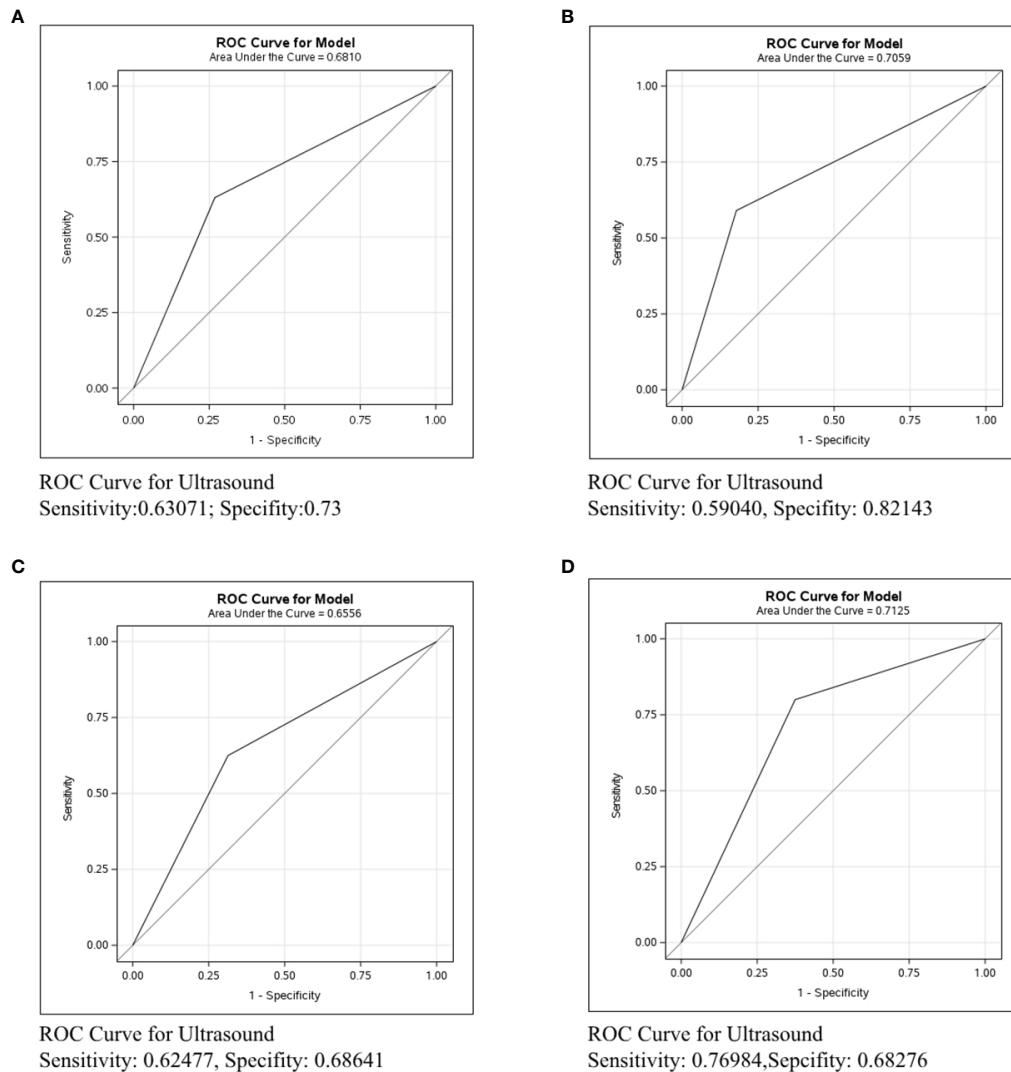 A
ROC Curve for Model
Area Under the Curve = 0.6810
1.00
0.75
0.50
0.25
0.00
Sensitivity
0.00 0.25 0.50 0.75 1.00
1 - Specificity
ROC Curve for Ultrasound
Sensitivity:0.63071; Specifity:0.73
B
ROC Curve for Model
Area Under the Curve = 0.7059
1.00
0.75
0.50
0.25
0.00
Sensitivity
0.00 0.25 0.50 0.75 1.00
1 - Specificity
ROC Curve for Ultrasound
Sensitivity: 0.59040, Specifity: 0.82143
C
ROC Curve for Model
Area Under the Curve = 0.6556
1.00
0.75
0.50
0.25
0.00
Sensitivity
0.00 0.25 0.50 0.75 1.00
1 - Specificity
ROC Curve for Ultrasound
Sensitivity: 0.62477, Specifity: 0.68641
D
ROC Curve for Model
Area Under the Curve = 0.7125
1.00
0.75
0.50
0.25
0.00
Sensitivity
0.00 0.25 0.50 0.75 1.00
1 - Specificity
ROC Curve for Ultrasound
Sensitivity: 0.76984,Sepcifity: 0.68276